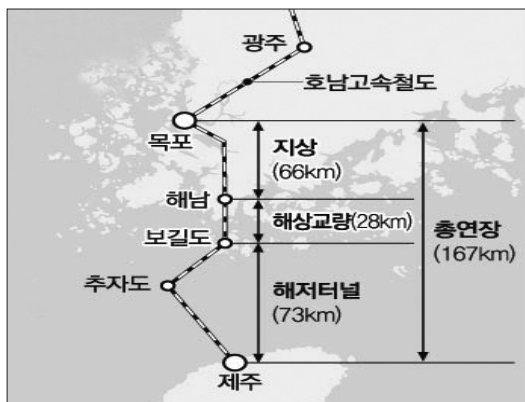 광주
호남고속철도
목포
지상
(66km)
해남
해상교량(28km)
보길도
총연장
(167km)
추자도
해저터널
(73km)
제주